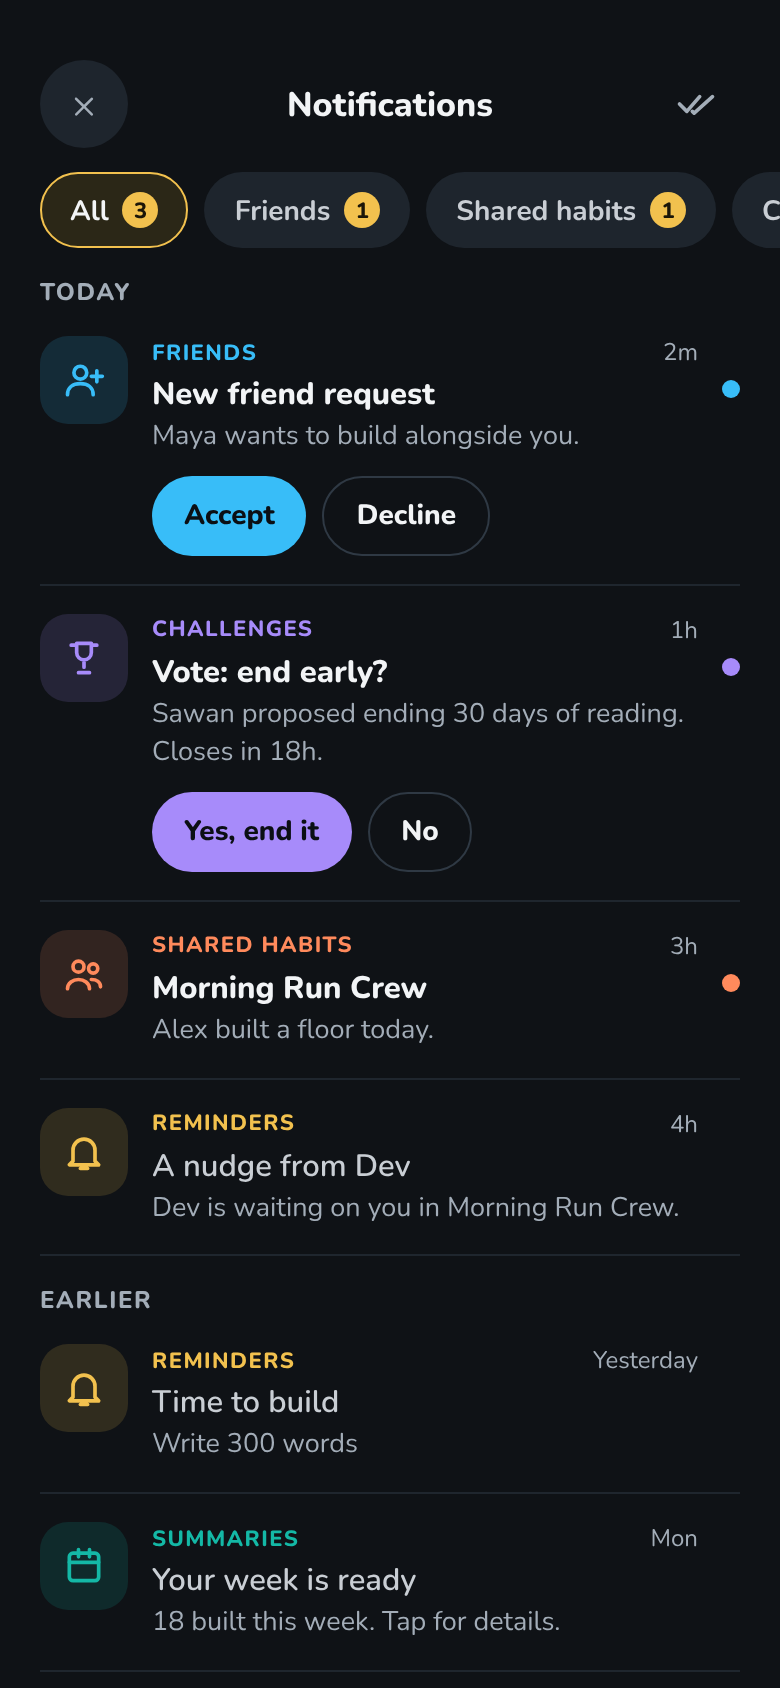 Notifications
All 3 Friends 1 Shared habits 1 C
TODAY
FRIENDS 2m
New friend request
Maya wants to build alongside you.
Accept Decline
CHALLENGES 1h
Vote: end early?
Sawan proposed ending 30 days of reading.
Closes in 18h.
Yes, end it No
SHARED HABITS 3h
Morning Run Crew
Alex built a floor today.
REMINDERS 4h
A nudge from Dev
Dev is waiting on you in Morning Run Crew.
EARLIER
REMINDERS Yesterday
Time to build
Write 300 words
SUMMARIES Mon
Your week is ready
18 built this week. Tap for details.